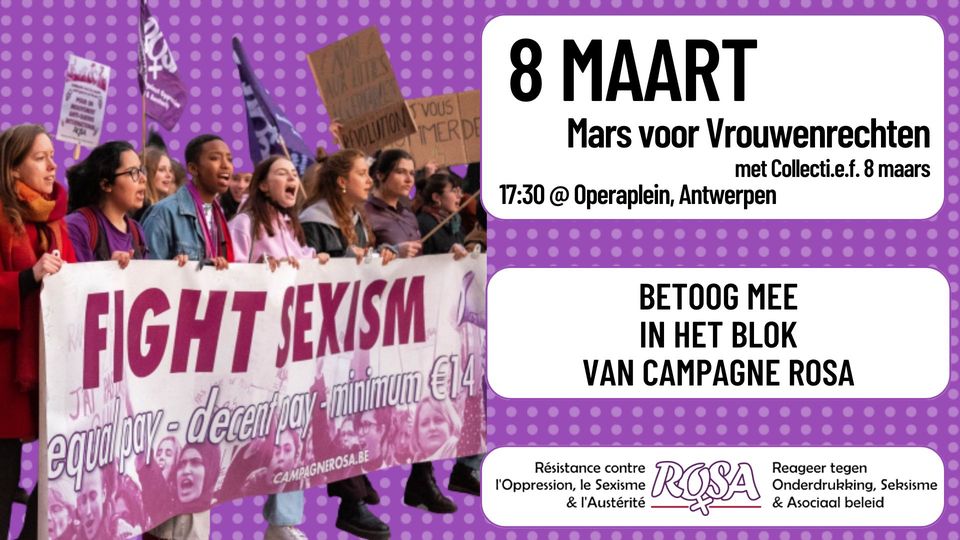 8 MAART
Mars voor Vrouwenrechten
met Collecti.e.f. 8 maars
17:30 @ Operaplein, Antwerpen
BETOOG MEE
IN HET BLOK
VAN CAMPAGNE ROSA
Résistance contre
l'Oppression, le Sexisme
& l'Austérité
ROSA
Reageer tegen
Onderdrukking, Seksisme
& Asociaal beleid
FIGHT SEXISM
equal pay - decent pay - minimum €14
CAMPAGNEROSA.BE